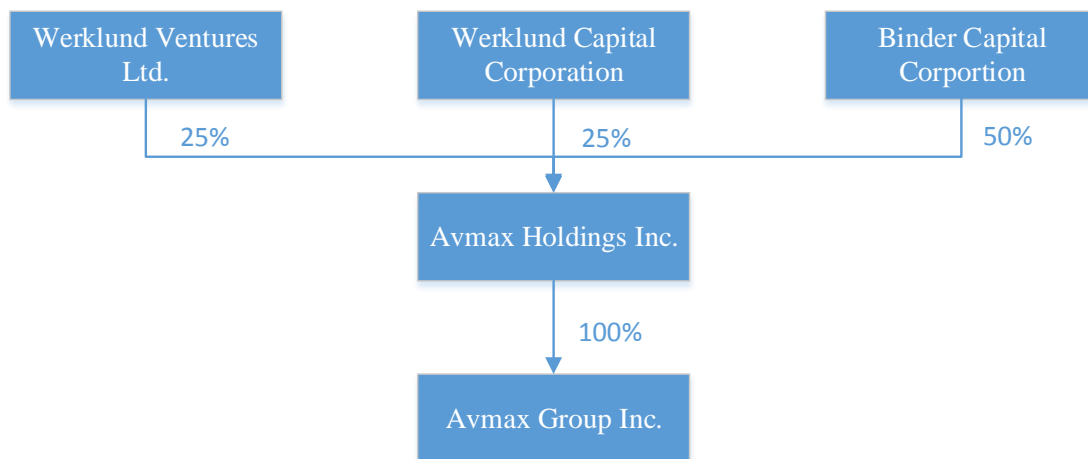 Werklund Ventures
Ltd.
Werklund Capital
Corporation
Binder Capital
Corportion
25%
25%
50%
Avmax Holdings Inc.
100%
Avmax Group Inc.